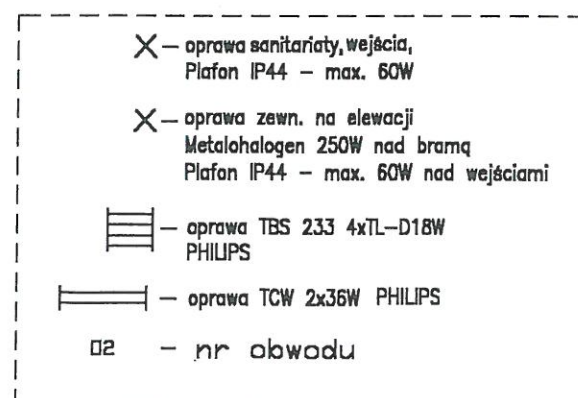 – oprawa sanitariaty, wejścia,
Plafon IP44 – max. 60W
– oprawa zewn. na elewacji
Metalohalogen 250W nad bramą
Plafon IP44 – max. 60W nad wejściami
– oprawa TBS 233 4xTL–D18W
PHILIPS
– oprawa TCW 2x36W PHILIPS
02 – nr obwodu